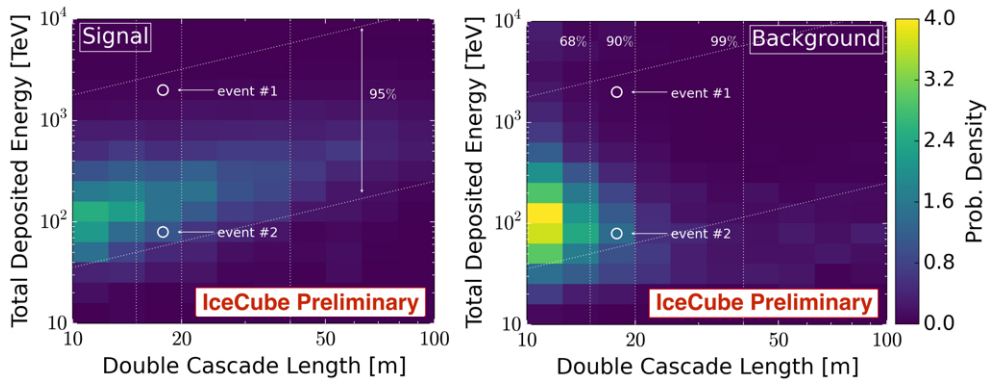 Total Deposited Energy [TeV]
10⁴
10³
10²
10
Signal
event #1
95%
event #2
IceCube Preliminary
10
20
50
100
Double Cascade Length [m]
Total Deposited Energy [TeV]
10⁴
10³
10²
10
68%
90%
99%
Background
event #1
event #2
IceCube Preliminary
10
20
50
100
Double Cascade Length [m]
4.0
3.2
2.4
1.6
0.8
0.0
Prob. Density